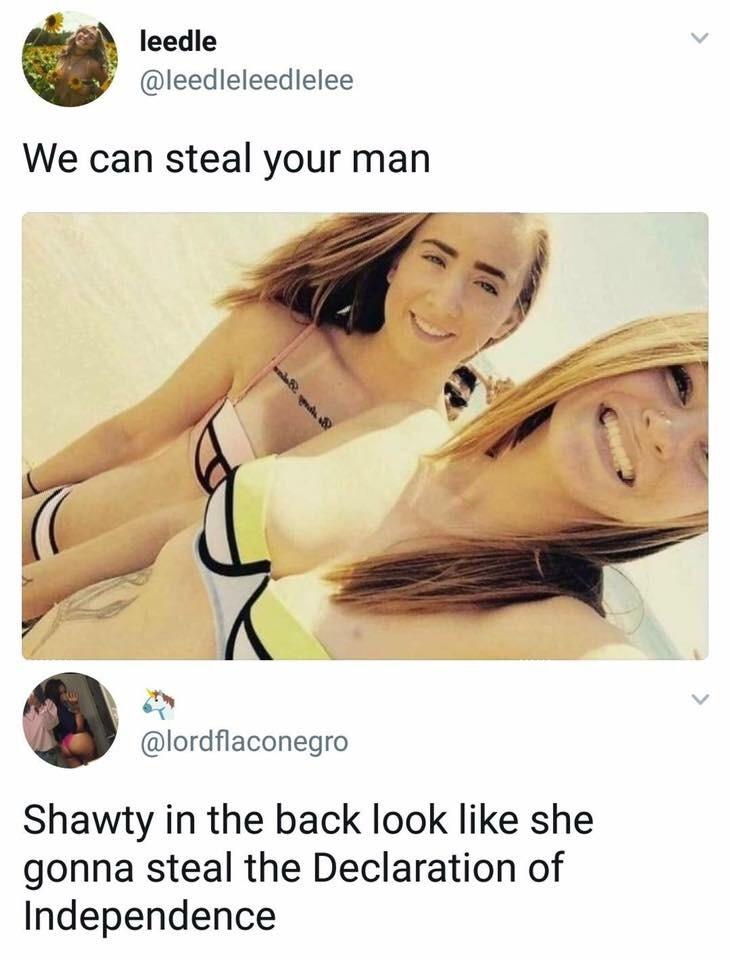 leedle
@leedleleedlelee
We can steal your man
@lordflaconegro
Shawty in the back look like she
gonna steal the Declaration of
Independence